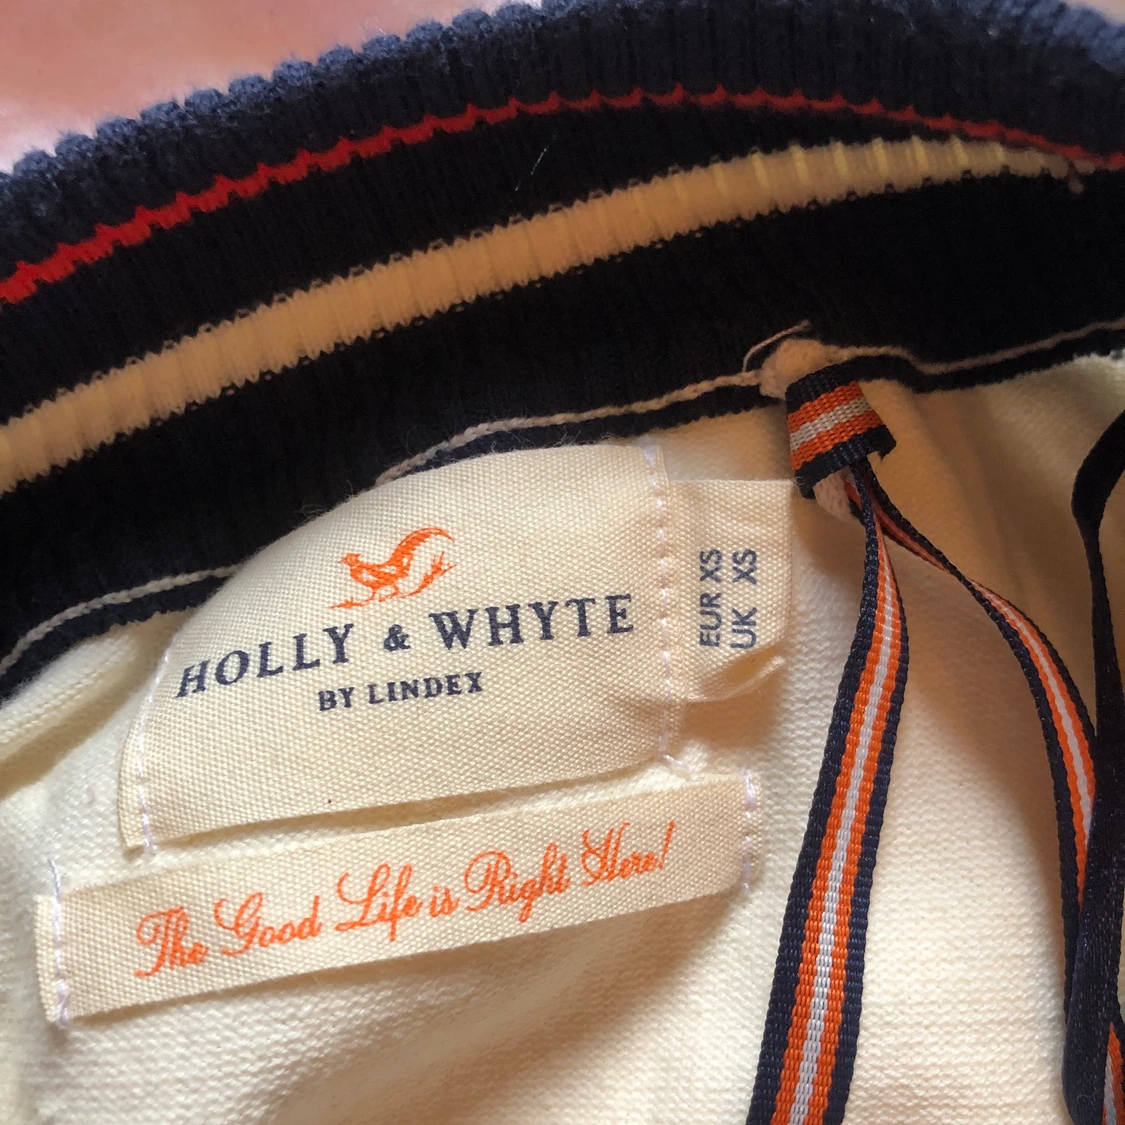 HOLLY & WHYTE
BY LINDEX
EUR XS
UK XS
The Good Life is Right Here!